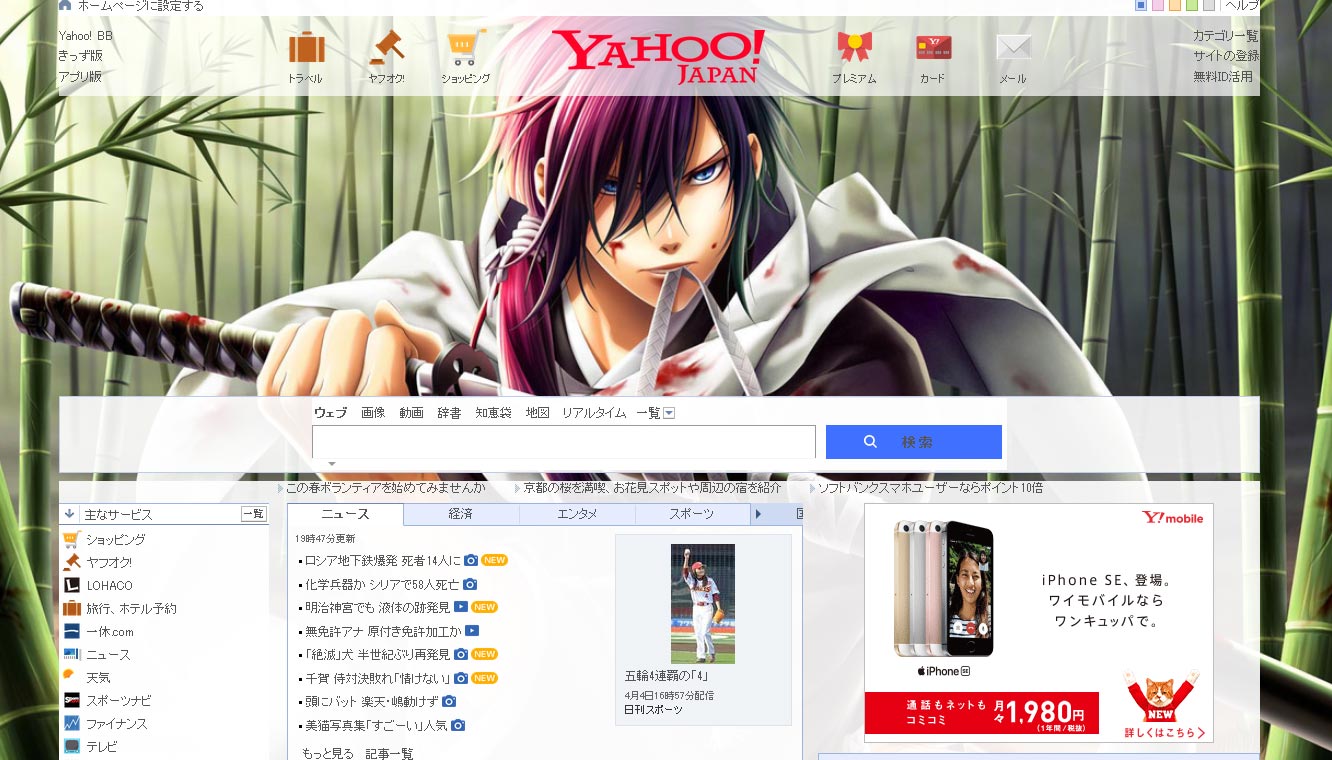 ホームページに設定する
ヘルプ
Yahoo! BB
きっず版
アプリ版
トラベル
ヤフオク!
ショッピング
YAHOO!
JAPAN
プレミアム
カード
メール
カテゴリ一覧
サイトの登録
無料ID活用
ウェブ 画像 動画 辞書 知恵袋 地図 リアルタイム 一覧
検索
この春ボランティアを始めてみませんか
京都の桜を満喫、お花見スポットや周辺の宿を紹介
ソフトバンクスマホユーザーならポイント10倍
主なサービス 一覧
ショッピング
ヤフオク!
LOHACO
旅行、ホテル予約
一休.com
ニュース
天気
スポーツナビ
ファイナンス
テレビ
ニュース 経済 エンタメ スポーツ
19時47分更新
ロシア地下鉄爆発 死者14人に NEW
化学兵器か シリアで58人死亡
明治神宮でも 液体の跡発見 NEW
無免許アナ 原付き免許加工か
「絶滅」犬 半世紀ぶり再発見 NEW
千賀 侍対決敗れ「情けない」 NEW
頭にバット 楽天・嶋動けず
美猫写真集「すごーい」人気
もっと見る 記事一覧
五輪4連覇の「4」
4月4日16時57分配信
日刊スポーツ
Y!mobile
iPhone SE、登場。
ワイモバイルなら
ワンキュッパで。
iPhone SE
通話もネットも
コミコミ
月々1,980円
(1年間/税抜)
NEW
詳しくはこちら